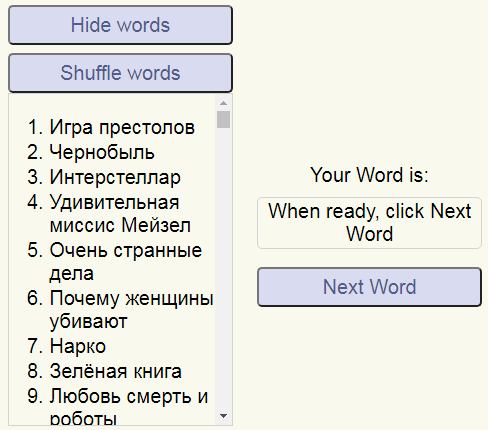 Hide words
Shuffle words
1. Игра престолов
2. Чернобыль
3. Интерстеллар
4. Удивительная
миссис Мейзел
5. Очень странные
дела
6. Почему женщины
убивают
7. Нарко
8. Зелёная книга
9. Любовь смерть и
роботы
Your Word is:
When ready, click Next
Word
Next Word